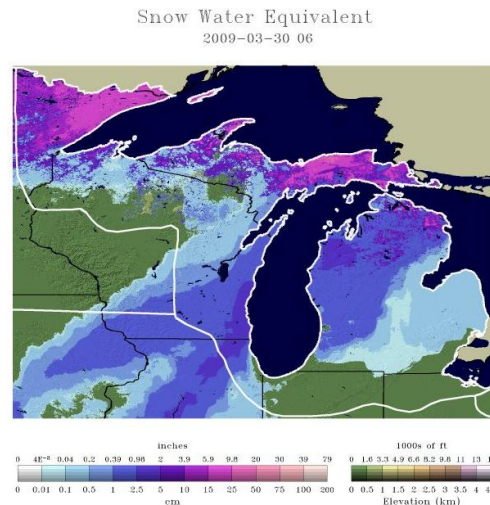 Snow Water Equivalent
2009-03-30 06
inches
0 4E-3 0.04 0.2 0.39 0.98 2 3.9 5.9 9.8 20 30 39 79
0 0.01 0.1 0.5 1 2.5 5 10 15 25 50 75 100 200
cm
1000s of ft
0 1.6 3.3 4.9 6.6 8.2 9.8 11 13
0 0.5 1 1.5 2 2.5 3 3.5 4
Elevation (km)